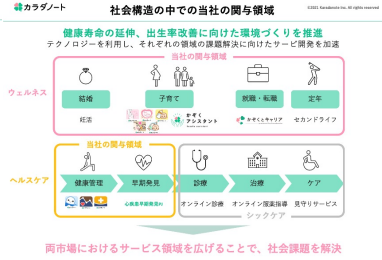 カラダノート
社会構造の中での当社の関与領域
©2021 Karadanote Inc. All rights reserved.
健康寿命の延伸、出生率改善に向けた環境づくりを推進
テクノロジーを利用し、それぞれの領域の課題解決に向けたサービ開発を加速
当社の関与領域
ウェルネス
結婚
子育て
就職・転職
定年
妊活
かぞく
アシスタント
かぞくとキャリア
セカンドライフ
当社の関与領域
ヘルスケア
健康管理
早期発見
診療
治療
ケア
心疾患早期発見AI
オンライン診療
オンライン服薬指導
見守りサービス
シックケア
両市場におけるサービス領域を広げることで、社会課題を解決